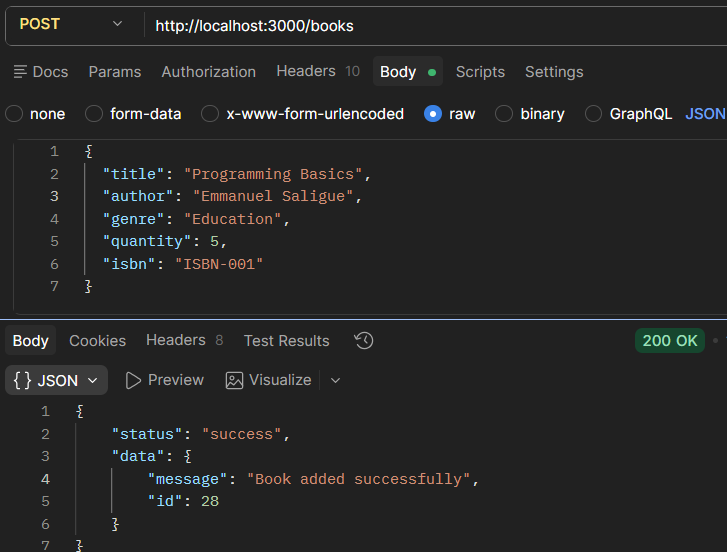 POST http://localhost:3000/books
Docs Params Authorization Headers 10 Body Scripts Settings
none form-data x-www-form-urlencoded raw binary GraphQL JSON
1 {
2 "title": "Programming Basics",
3 "author": "Emmanuel Saligue",
4 "genre": "Education",
5 "quantity": 5,
6 "isbn": "ISBN-001"
7 }
Body Cookies Headers 8 Test Results 200 OK
{} JSON Preview Visualize
1 {
2 "status": "success",
3 "data": {
4 "message": "Book added successfully",
5 "id": 28
6 }
7 }